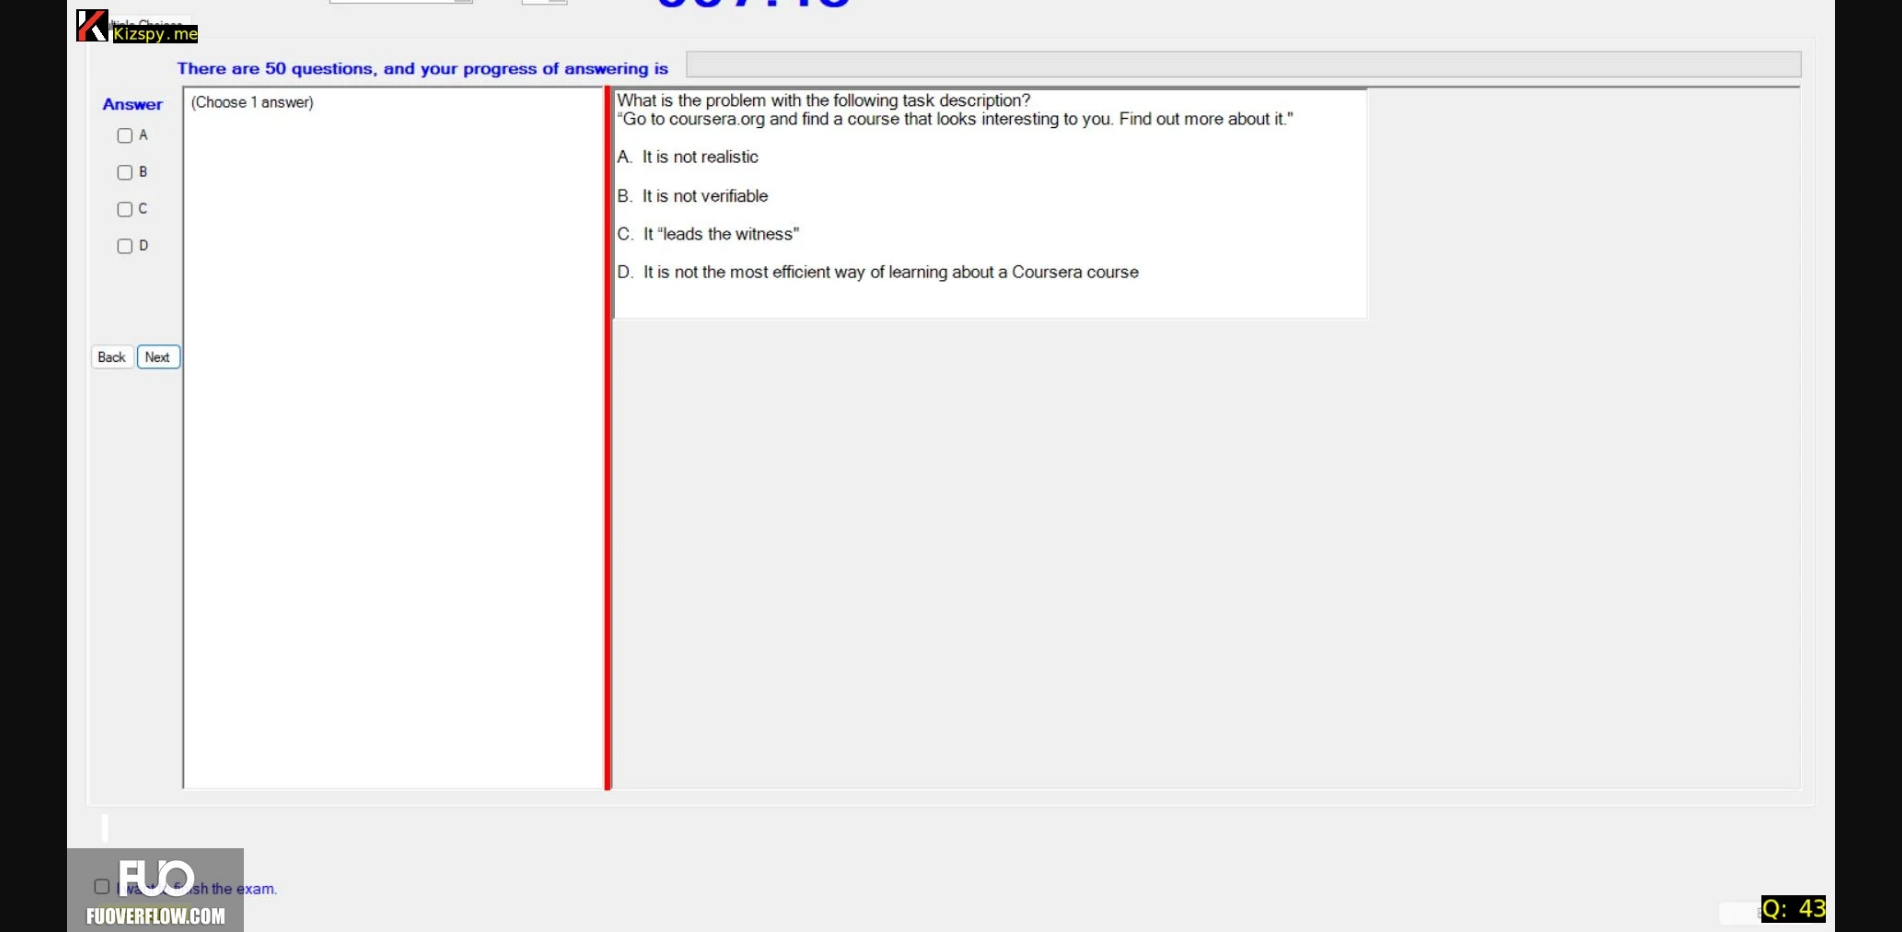 Kizspy.me
There are 50 questions, and your progress of answering is
Answer
(Choose 1 answer)
A
B
C
D
Back
Next
What is the problem with the following task description?
"Go to coursera.org and find a course that looks interesting to you. Find out more about it."
A. It is not realistic
B. It is not verifiable
C. It "leads the witness"
D. It is not the most efficient way of learning about a Coursera course
FUO
the exam.
FUOVERFLOW.COM
Q: 43